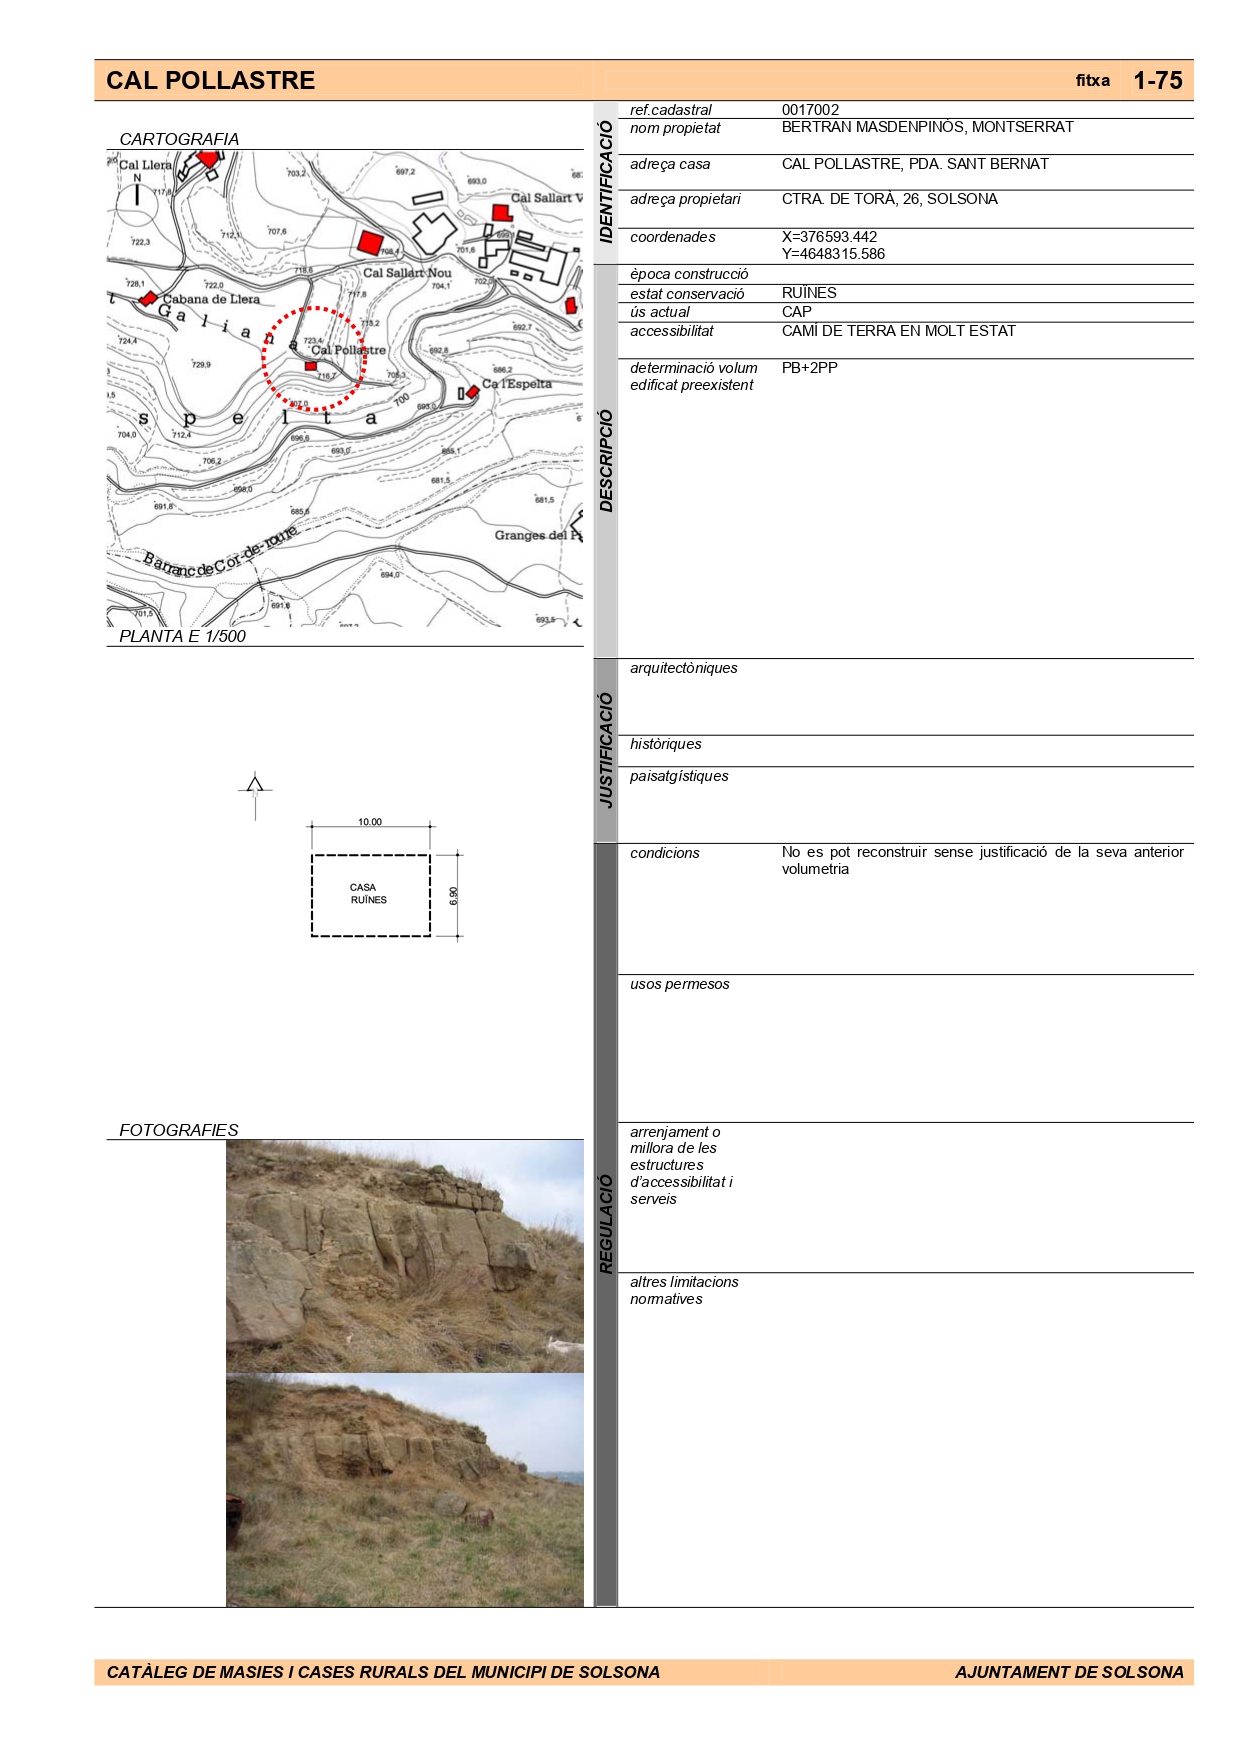 CAL POLLASTRE
fitxa 1-75
CARTOGRAFIA
Cal Llera
N
717,8
722,3
703,2
697,2
693,0
Cal Sallart V
712,1
707,6
708,4
701,6
699,1
718,6
Cal Sallart Nou
704,1
702,0
728,1
722,0
717,8
Cabana de Llera
t Galiana
713,2
692,7
724,4
723,4
Cal Pollastre
692,8
729,9
716,7
705,3
686,2
Ca l'Espelta
707,0
700
693,0
spelta
704,0
712,4
696,6
693,0
685,1
706,2
698,0
681,5
691,8
685,6
681,5
Barranc de Cor-de-roure
Granges del Pi
694,0
691,6
701,5
693,5
PLANTA E 1/500
10.00
CASA
RUÏNES
6.90
FOTOGRAFIES
IDENTIFICACIÓ
ref.cadastral 0017002
nom propietat BERTRAN MASDENPINÒS, MONTSERRAT
adreça casa CAL POLLASTRE, PDA. SANT BERNAT
adreça propietari CTRA. DE TORÀ, 26, SOLSONA
coordenades X=376593.442
Y=4648315.586
DESCRIPCIÓ
època construcció
estat conservació RUÏNES
ús actual CAP
accessibilitat CAMÍ DE TERRA EN MOLT ESTAT
determinació volum PB+2PP
edificat preexistent
JUSTIFICACIÓ
arquitectòniques
històriques
paisatgístiques
REGULACIÓ
condicions No es pot reconstruir sense justificació de la seva anterior
volumetria
usos permesos
arrenjament o
millora de les
estructures
d'accessibilitat i
serveis
altres limitacions
normatives
CATÀLEG DE MASIES I CASES RURALS DEL MUNICIPI DE SOLSONA
AJUNTAMENT DE SOLSONA